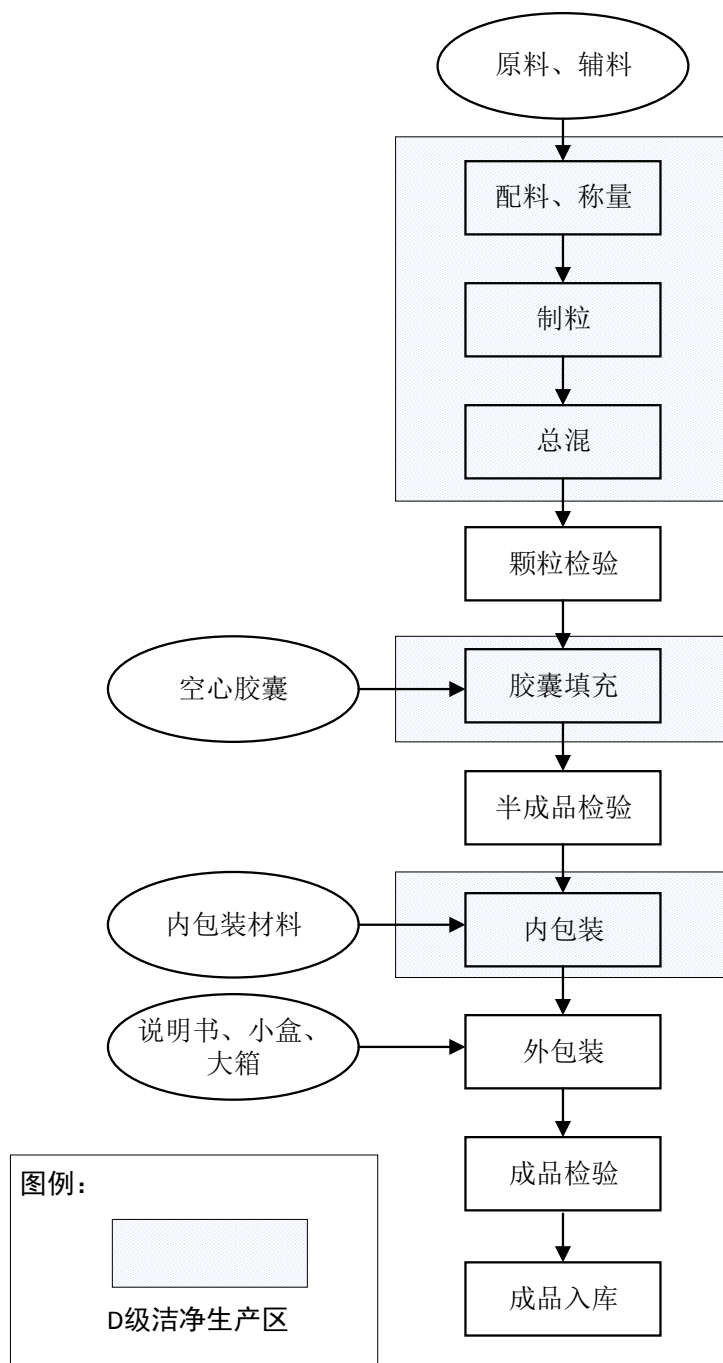 原料、辅料
配料、称量
制粒
总混
颗粒检验
空心胶囊
胶囊填充
半成品检验
内包装材料
内包装
说明书、小盒、
大箱
外包装
成品检验
成品入库
图例：
D级洁净生产区